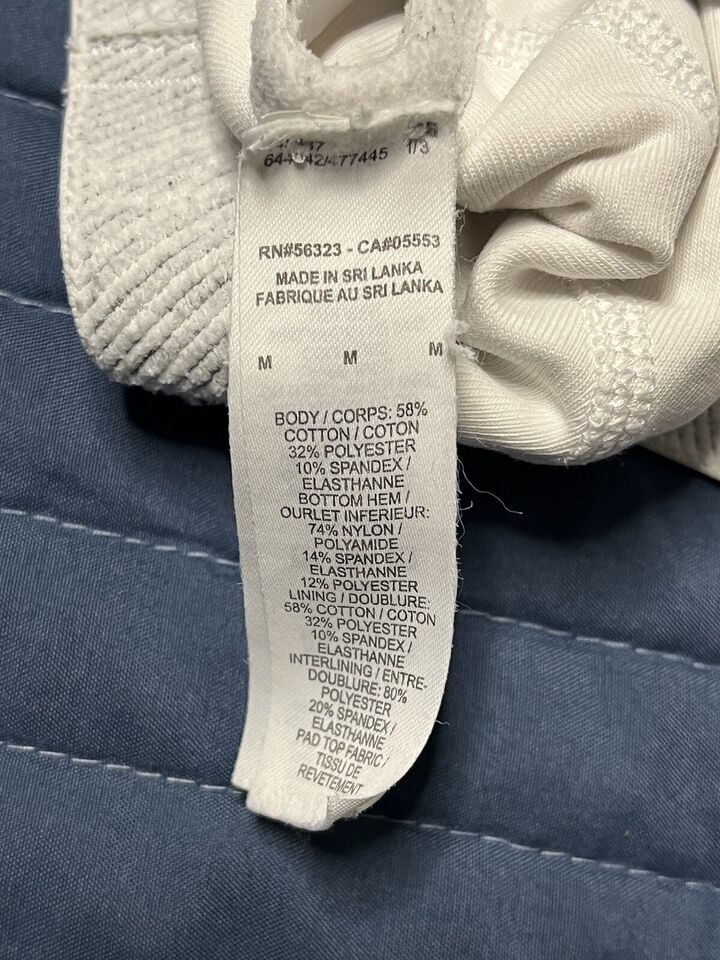 1/3
RN#56323 - CA#05553
MADE IN SRI LANKA
FABRIQUE AU SRI LANKA
M M M
BODY / CORPS: 58%
COTTON / COTON
32% POLYESTER
10% SPANDEX /
ELASTHANNE
BOTTOM HEM /
OURLET INFERIEUR:
74% NYLON /
POLYAMIDE
14% SPANDEX /
ELASTHANNE
12% POLYESTER
LINING / DOUBLURE:
58% COTTON / COTON
32% POLYESTER
10% SPANDEX /
ELASTHANNE
INTERLINING / ENTRE-
DOUBLURE: 80%
POLYESTER
20% SPANDEX /
ELASTHANNE
PAD TOP FABRIC /
TISSU DE
REVETEMENT